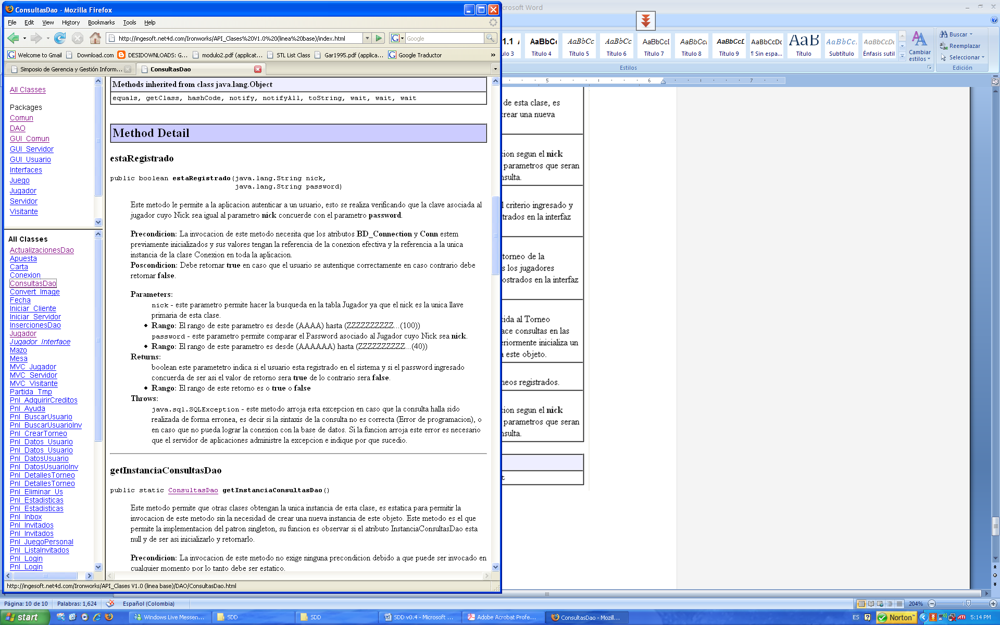 ConsultasDao - Mozilla Firefox
crosoft Word
File Edit View History Bookmarks Tools Help
http://ingesoft.net4d.com/Ironworks/API_Clases%20V1.0%20(linea%20base)/index.html
Google
Welcome to Gmail Download.com DESIDOWNLOADS: G... modulo2.pdf (applicat... STL List Class Gar1995.pdf (applica... Google Traductor »
Simposio de Gerencia y Gestión Inform... ConsultasDao
1.1 AaBbC AaBbCc AaBbCc AaBbCcI AaBbCcI AaBbCcD AaBbCcDc AaB AaBbCc. AaBbCcDc
ulo 3 Título 4 Título 5 Título 6 Título 7 Título 8 Título 9 ¶ Sin espa... Título Subtítulo Énfasis sutil
Cambiar estilos
Buscar
Reemplazar
Seleccionar
Estilos
Edición
5 6 7
All Classes
Packages
Comun
DAO
GUI_Comun
GUI_Servidor
GUI_Usuario
Interfaces
Juego
Jugador
Servidor
Visitante
All Classes
ActualizacionesDao
Apuesta
Carta
Conexion
ConsultasDao
Convert_Image
Fecha
Iniciar_Cliente
Iniciar_Servidor
InsercionesDao
Jugador
Jugador_Interface
Mazo
Mesa
MVC_Jugador
MVC_Servidor
MVC_Visitante
Partida_Tmp
Pnl_AdquirirCreditos
Pnl_Ayuda
Pnl_BuscarUsuario
Pnl_BuscarUsuarioInv
Pnl_CrearTorneo
Pnl_Datos_Usuario
Pnl_Datos_Usuario
Pnl_DatosUsuario
Pnl_DatosUsuarioInv
Pnl_DetallesTorneo
Pnl_DetallesTorneo
Pnl_Eliminar_Us
Pnl_Estadisticas
Pnl_Estadisticas
Pnl_Inbox
Pnl_Invitados
Pnl_Invitados
Pnl_JuegoPersonal
Pnl_ListaInvitados
Pnl_Login
Pnl_Login
Methods inherited from class java.lang.Object
equals, getClass, hashCode, notify, notifyAll, toString, wait, wait, wait
Method Detail
estaRegistrado
public boolean estaRegistrado(java.lang.String nick,
java.lang.String password)
Este metodo le permite a la aplicacion autenticar a un usuario, esto se realiza verificando que la clave asociada al
jugador cuyo Nick sea igual al parametro nick concuerde con el parametro password.
Precondicion: La invocacion de este metodo necesita que los atributos BD_Connection y Conn estem
previamente inicializados y sus valores tengan la referencia de la conexion efectiva y la referencia a la unica
instancia de la clase Conexion en toda la aplicacion.
Poscondicion: Debe retornar true en caso que el usuario se autentique correctamente en caso contrario debe
retornar false.
Parameters:
nick - este parametro permite hacer la busqueda en la tabla Jugador ya que el nick es la unica llave
primaria de esta clase.
• Rango: El rango de este parametro es desde (AAAA) hasta (ZZZZZZZZZZ...(100))
password - este parametro permite comparar el Password asociado al Jugador cuyo Nick sea nick.
• Rango: El rango de este parametro es desde (AAAAAA) hasta (ZZZZZZZZZZ...(40))
Returns:
boolean este parametetro indica si el usuario esta registrado en el sistema y si el password ingresado
concuerda de ser asi el valor de retorno sera true de lo contrario sera false.
• Rango: El rango de este retorno es o true o false
Throws:
java.sql.SQLException - este metodo arroja esta excepcion en caso que la consulta halla sido
realizada de forma erronea, es decir si la sintaxis de la consulta no es correcta (Error de programacion), o
en caso que no pueda lograr la conexion con la base de datos. Si la funcion arroja este error es necesario
que el servidor de aplicaciones administre la excepcion e indique por que sucedio.
getInstanciaConsultasDao
public static ConsultasDao getInstanciaConsultasDao()
Este metodo permite que otras clases obtengan la unica instancia de esta clase, es estatica para permitir la
invocacion de este metodo sin la necesidad de crear una nueva instancia de este objeto. Este metodo es el que
permite la implementacion del patron singleton, su funcion es observar si el atributo InstanciaConsultasDao esta
null y de ser asi inicializarlo y retornarlo.
Precondicion: La invocacion de este metodo no exige ninguna precondicion debido a que puede ser invocado en
cualquier momento por lo tanto debe ser estatico.
de esta clase, es
crear una nueva
ion segun el nick
parametros que seran
nsulta.
l criterio ingresado y
trados en la interfaz
torneo de la
s los jugadores
ostrados en la interfaz
cida al Torneo
ace consultas en las
eriormente inicializa un
a este objeto.
neos registrados.
cion segun el nick
parametros que seran
nsulta.
t
http://ingesoft.net4d.com/Ironworks/API_Clases V1.0 (linea base)/DAO/ConsultasDao.html
Página: 10 de 10 Palabras: 1,624 Español (Colombia) 204%
start Windows Live Messen... SDD SDD SDD v0.4 - Microsoft ... Adobe Acrobat Profe... ConsultasDao - Mozill... ES Norton ATI 5:14 PM